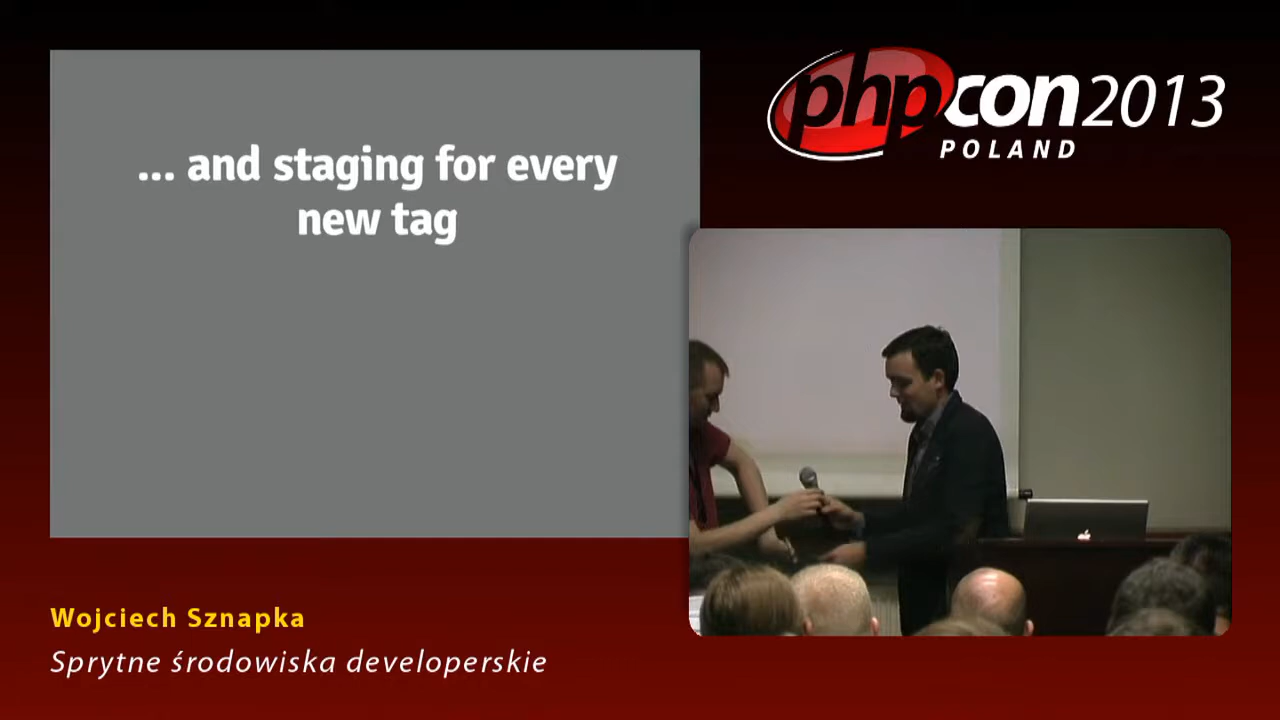 ... and staging for every
new tag
phpcon2013
POLAND
Wojciech Sznapka
Sprytne środowiska developerskie